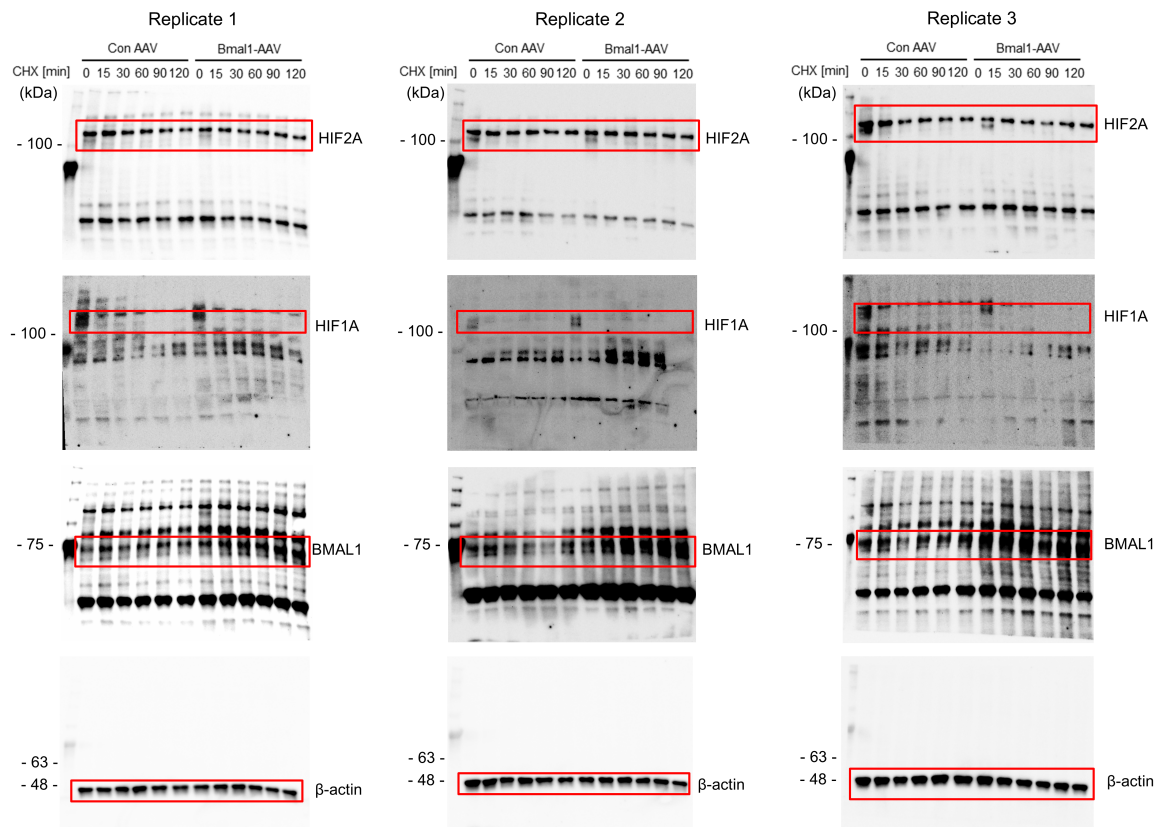 Replicate 1
Replicate 2
Replicate 3
Con AAV Bmal1-AAV
Con AAV Bmal1-AAV
Con AAV Bmal1-AAV
CHX [min] 0 15 30 60 90 120 0 15 30 60 90 120
CHX [min] 0 15 30 60 90 120 0 15 30 60 90 120
CHX [min] 0 15 30 60 90 120 0 15 30 60 90 120
(kDa)
(kDa)
(kDa)
- 100 - HIF2A
- 100 - HIF2A
- 100 - HIF2A
- 100 - HIF1A
- 100 - HIF1A
- 100 - HIF1A
- 75 - BMAL1
- 75 - BMAL1
- 75 - BMAL1
- 63 -
- 63 -
- 63 -
- 48 - β-actin
- 48 - β-actin
- 48 - β-actin